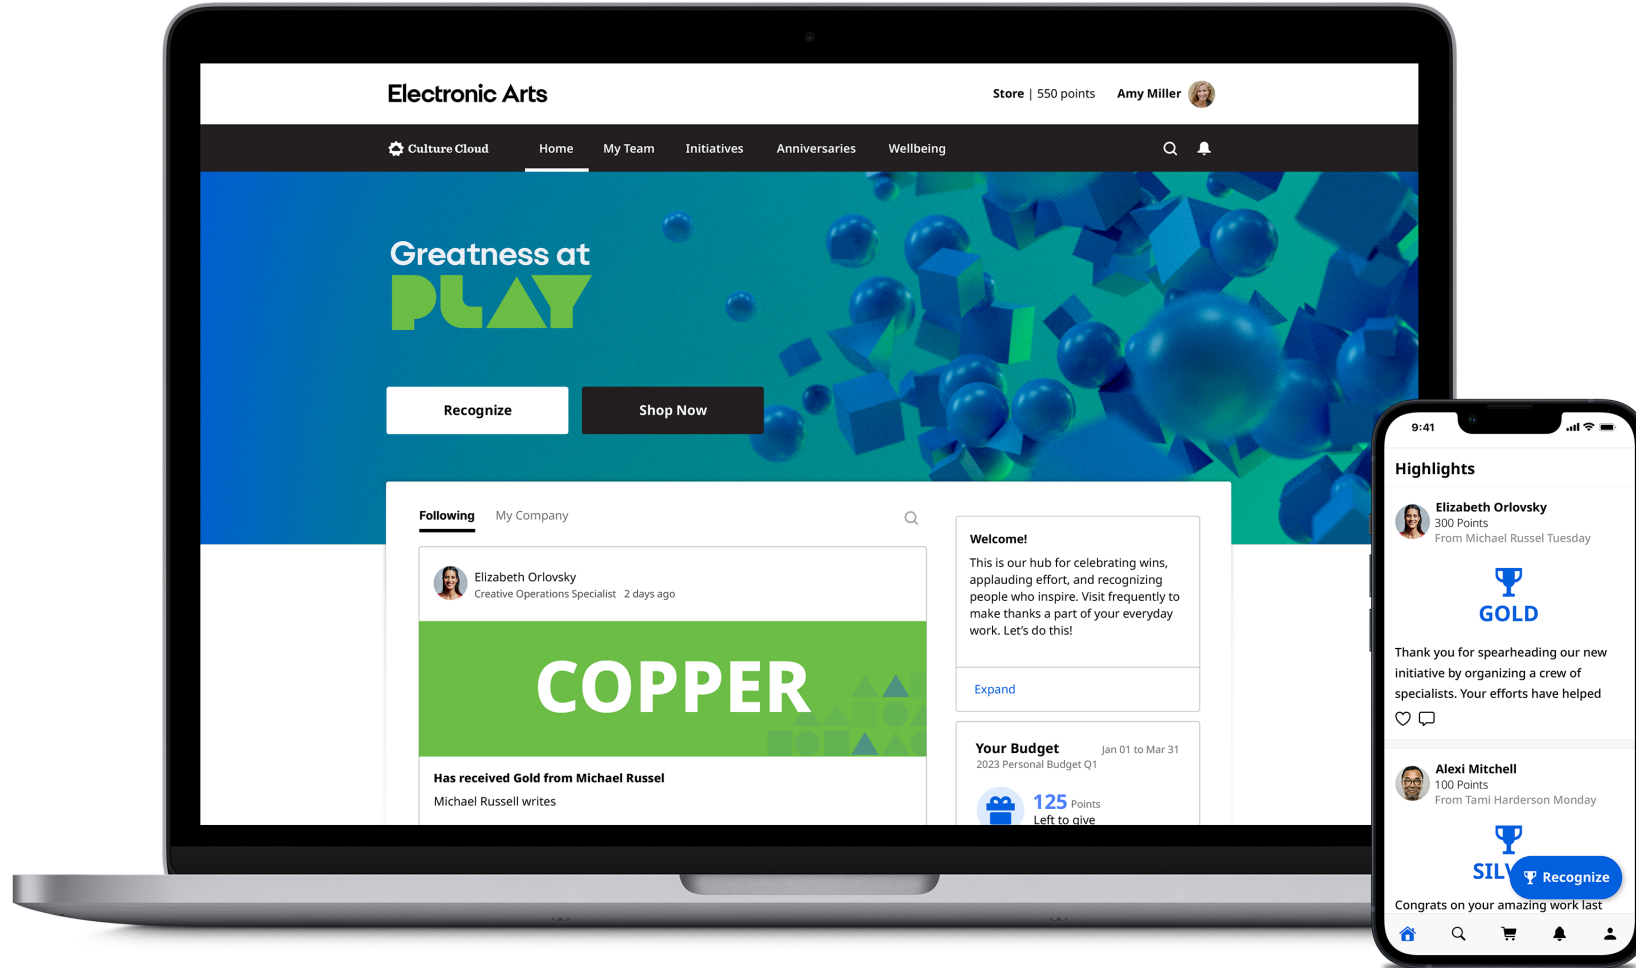 Electronic Arts
Store | 550 points Amy Miller
Culture Cloud Home My Team Initiatives Anniversaries Wellbeing
Greatness at
PLAY
Recognize Shop Now
Following My Company
Elizabeth Orlovsky
Creative Operations Specialist 2 days ago
COPPER
Has received Gold from Michael Russel
Michael Russell writes
Welcome!
This is our hub for celebrating wins,
applauding effort, and recognizing
people who inspire. Visit frequently to
make thanks a part of your everyday
work. Let's do this!
Expand
Your Budget Jan 01 to Mar 31
2023 Personal Budget Q1
125 Points
Left to give
9:41
Highlights
Elizabeth Orlovsky
300 Points
From Michael Russel Tuesday
GOLD
Thank you for spearheading our new
initiative by organizing a crew of
specialists. Your efforts have helped
Alexi Mitchell
100 Points
From Tami Harderson Monday
Recognize
Congrats on your amazing work last